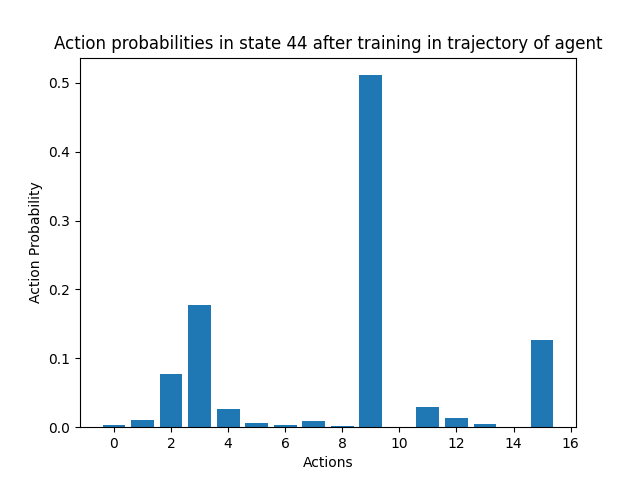 Action probabilities in state 44 after training in trajectory of agent
0.5
0.4
0.3
0.2
0.1
0.0
Action Probability
0 2 4 6 8 10 12 14 16
Actions